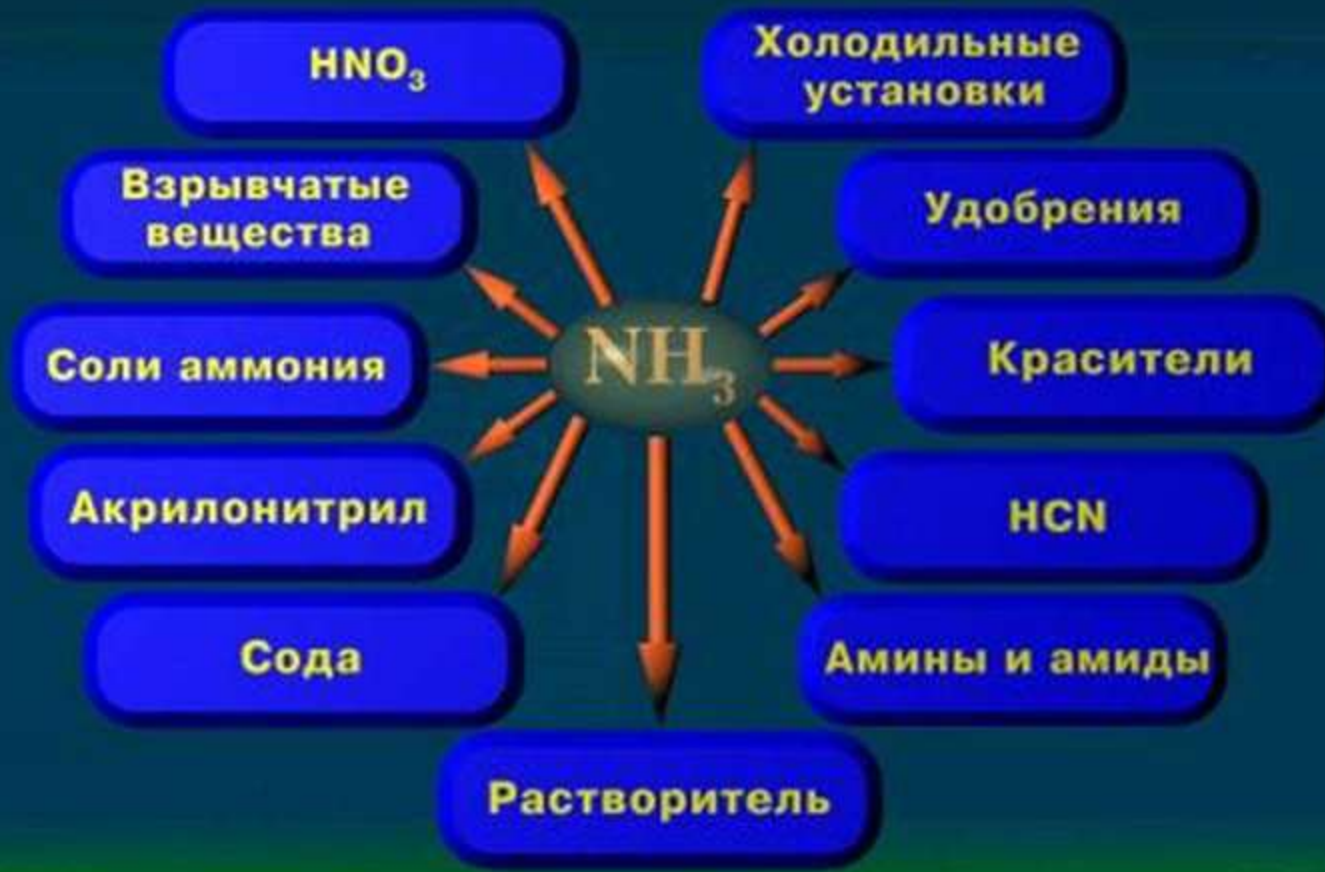 HNO₃
Холодильные
установки
Взрывчатые
вещества
Удобрения
Соли аммония
NH₃
Красители
Акрилонитрил
HCN
Сода
Амины и амиды
Растворитель